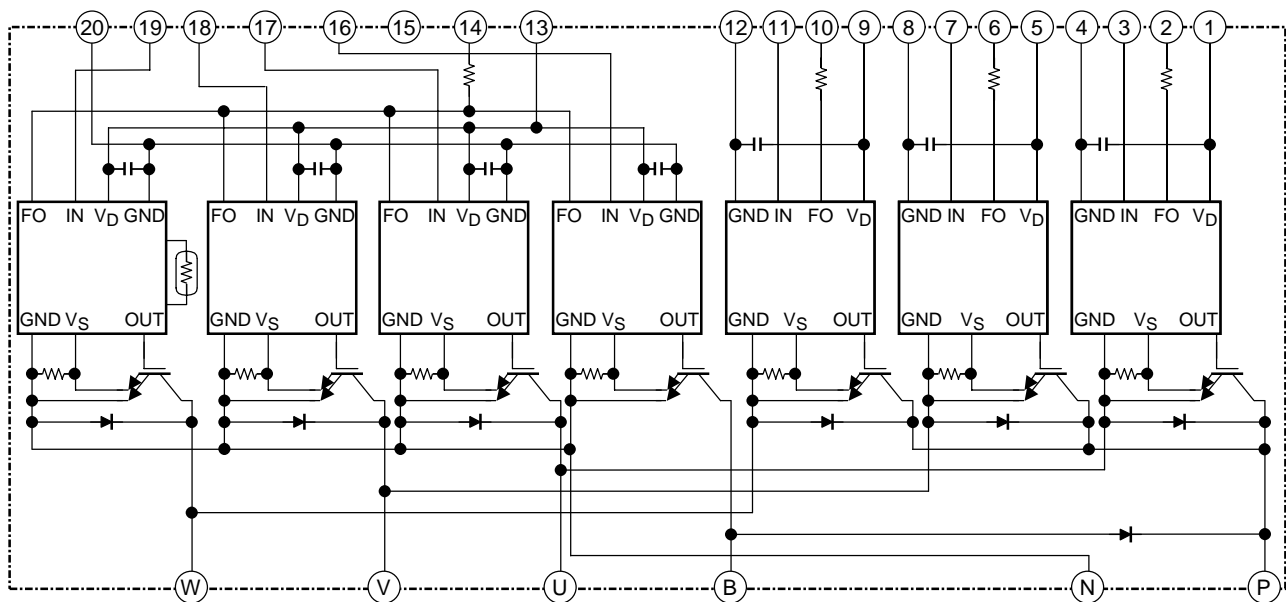 20 19 18 17 16 15 14 13 12 11 10 9 8 7 6 5 4 3 2 1
FO IN VD GND FO IN VD GND FO IN VD GND FO IN VD GND GND IN FO VD GND IN FO VD GND IN FO VD
GND VS OUT GND VS OUT GND VS OUT GND VS OUT GND VS OUT GND VS OUT GND VS OUT
W V U B N P